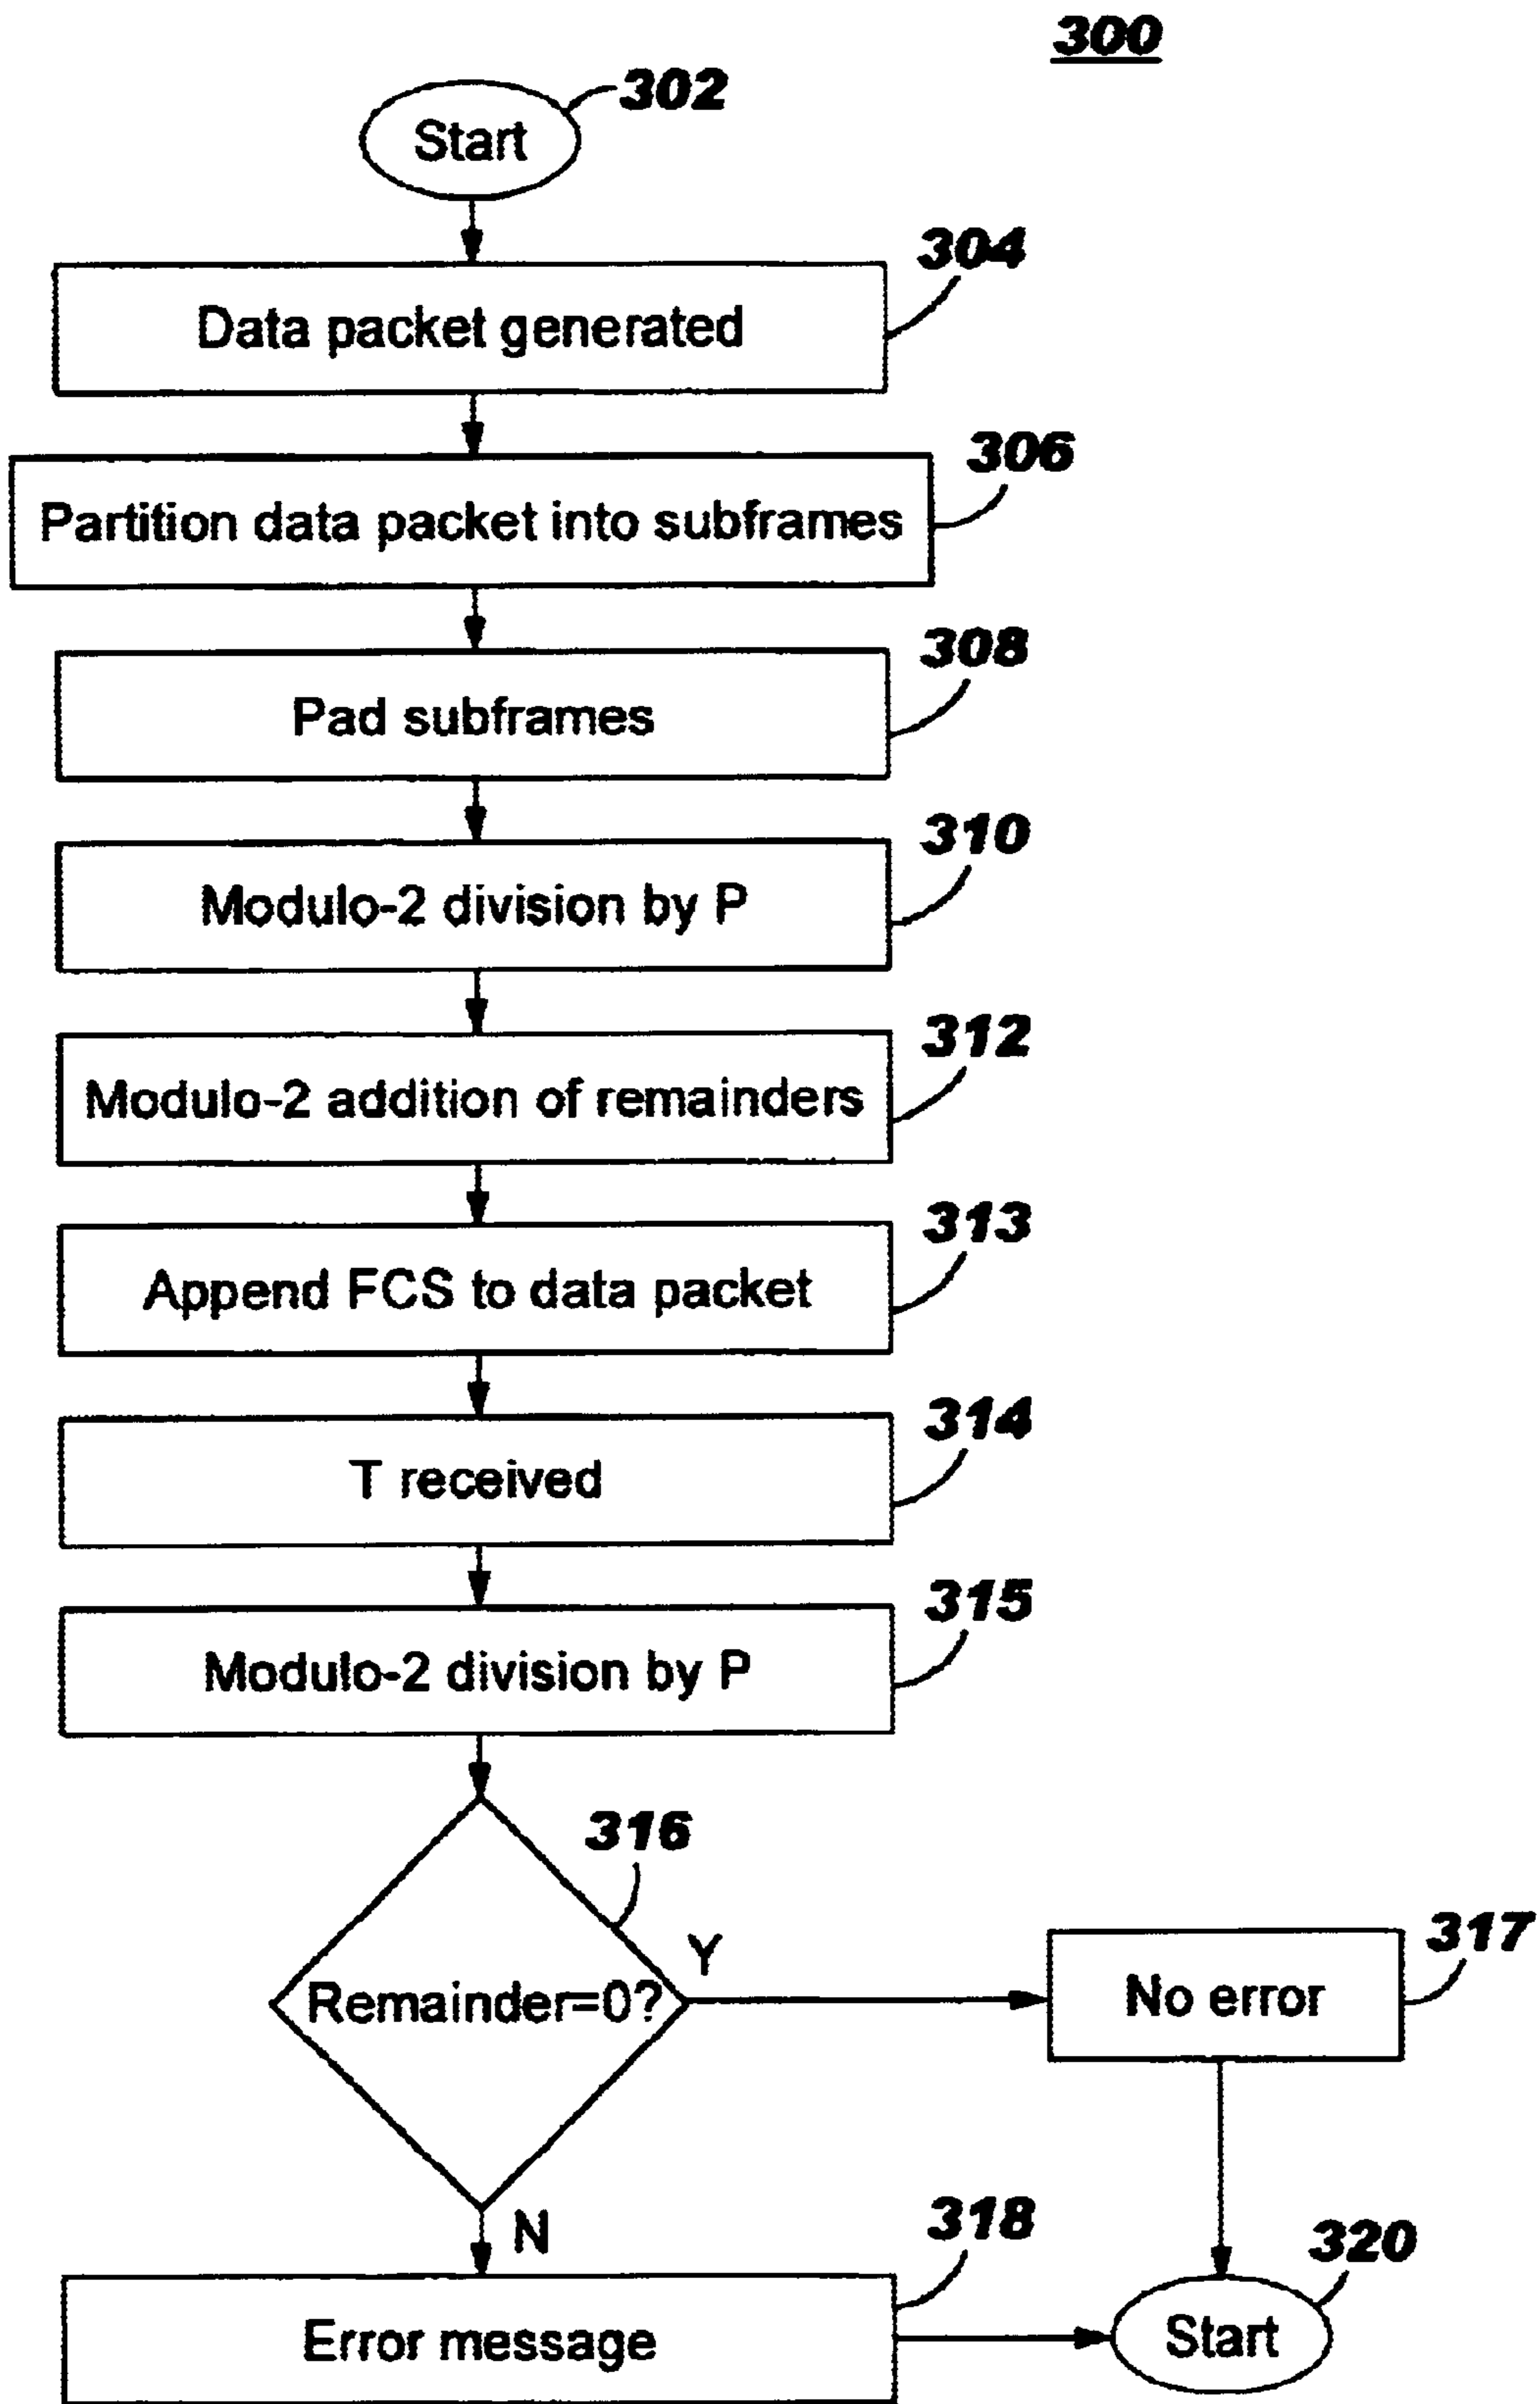 300
302
Start
304
Data packet generated
306
Partition data packet into subframes
308
Pad subframes
310
Modulo-2 division by P
312
Modulo-2 addition of remainders
313
Append FCS to data packet
314
T received
315
Modulo-2 division by P
316
Remainder=0?
Y
317
No error
N
318
Error message
320
Start